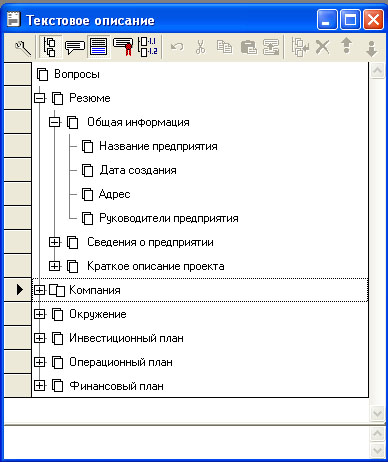 Текстовое описание
Вопросы
Резюме
Общая информация
Название предприятия
Дата создания
Адрес
Руководители предприятия
Сведения о предприятии
Краткое описание проекта
Компания
Окружение
Инвестиционный план
Операционный план
Финансовый план